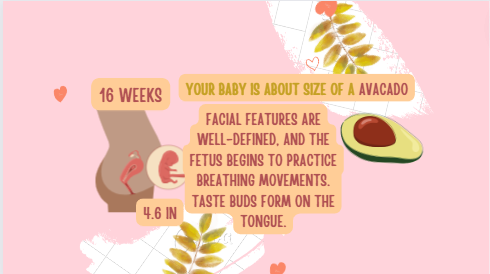 16 WEEKS
YOUR BABY IS ABOUT SIZE OF A AVACADO
FACIAL FEATURES ARE
WELL-DEFINED, AND THE
FETUS BEGINS TO PRACTICE
BREATHING MOVEMENTS.
TASTE BUDS FORM ON THE
TONGUE.
4.6 IN